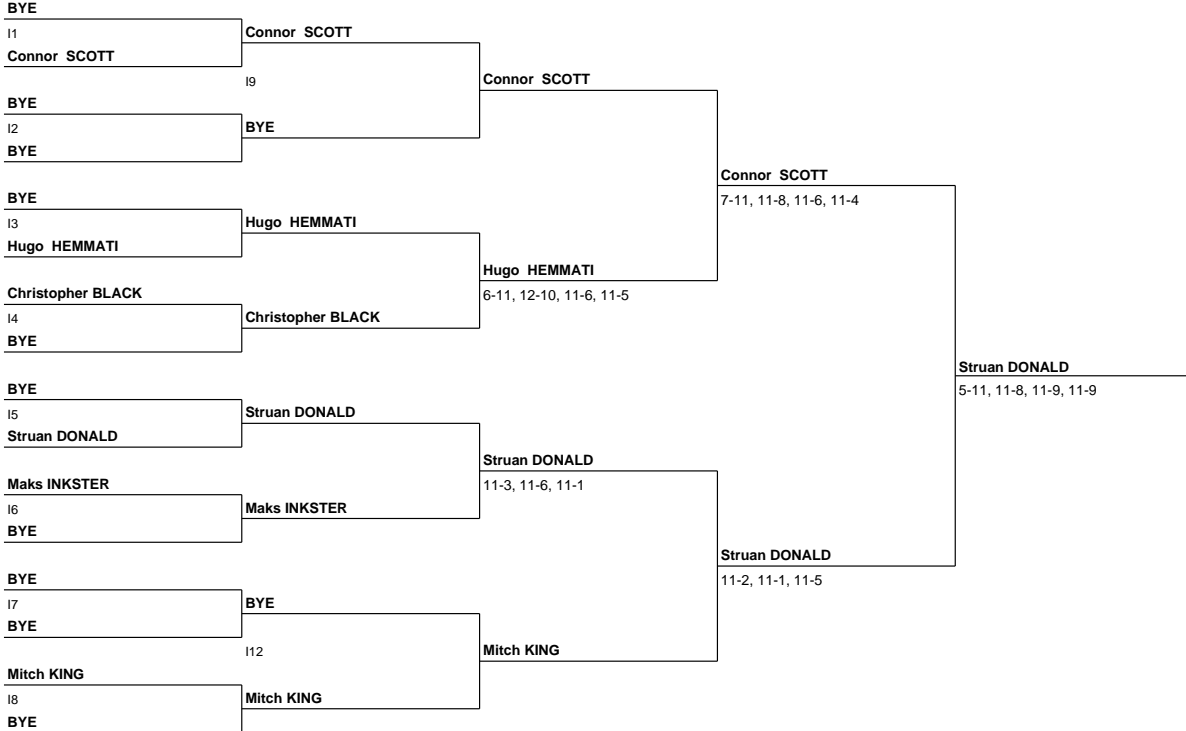 BYE
I1
Connor SCOTT
Connor SCOTT
I9
Connor SCOTT
BYE
I2
BYE
BYE
Connor SCOTT
7-11, 11-8, 11-6, 11-4
BYE
I3
Hugo HEMMATI
Hugo HEMMATI
Hugo HEMMATI
6-11, 12-10, 11-6, 11-5
Christopher BLACK
I4
BYE
Christopher BLACK
Struan DONALD
5-11, 11-8, 11-9, 11-9
BYE
I5
Struan DONALD
Struan DONALD
Struan DONALD
11-3, 11-6, 11-1
Maks INKSTER
I6
BYE
Maks INKSTER
Struan DONALD
11-2, 11-1, 11-5
BYE
I7
BYE
BYE
I12
Mitch KING
Mitch KING
I8
BYE
Mitch KING